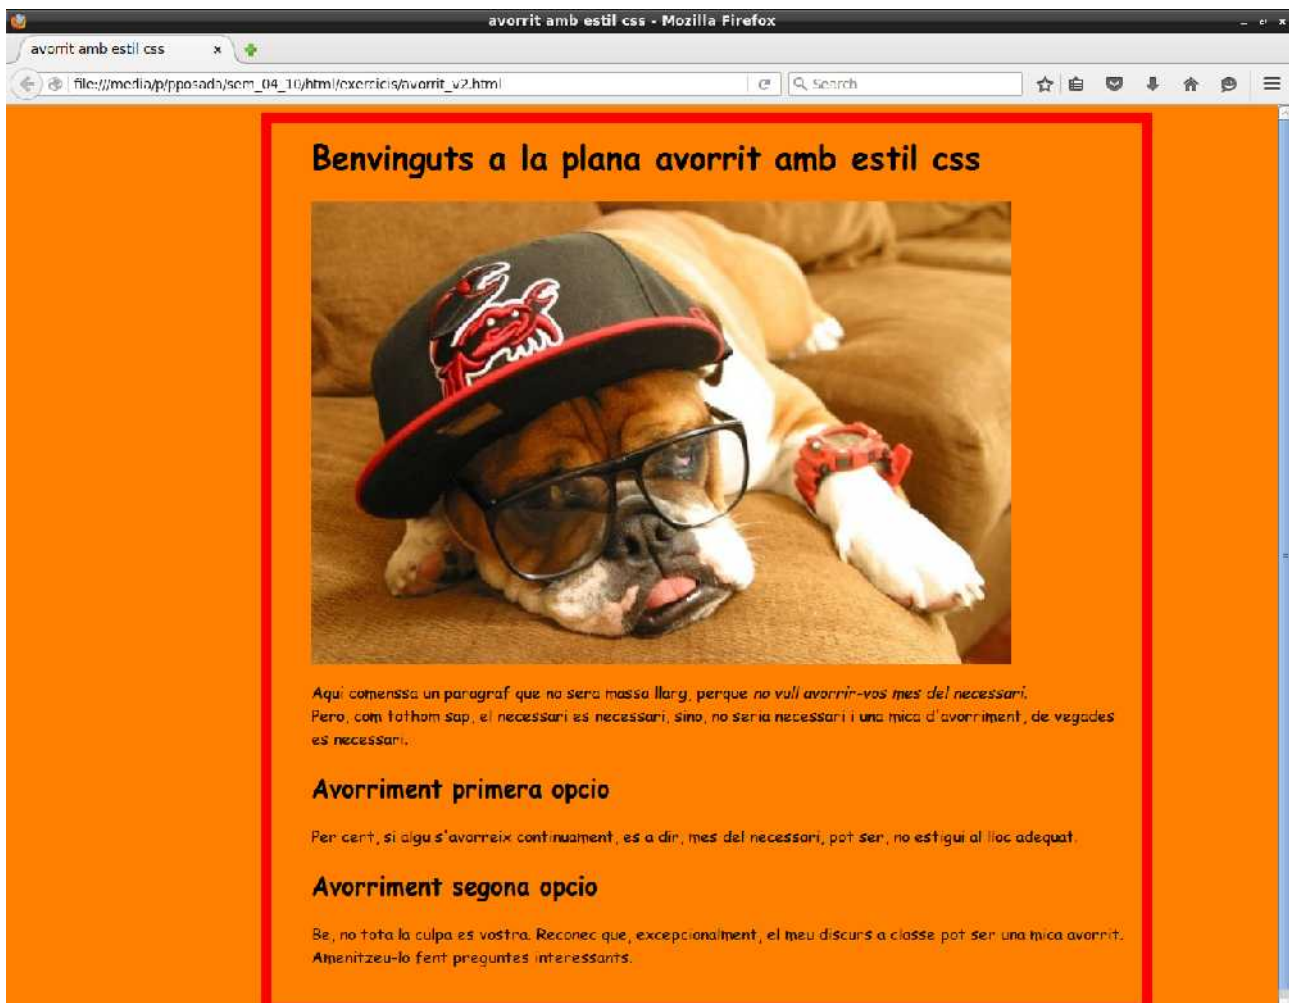 avorrit amb estil css - Mozilla Firefox
avorrit amb estil css
file:///media/p/pposada/sem_04_10/html/exercicis/avorrit_v2.html
Search
Benvinguts a la plana avorrit amb estil css
Aqui comenssa un paragraf que no sera massa llarg, perque no vull avorrir-vos mes del necessari.
Pero, com tothom sap, el necessari es necessari, sino, no seria necessari i una mica d'avorriment, de vegades
es necessari.
Avorriment primera opcio
Per cert, si algu s'avorreix continuament, es a dir, mes del necessari, pot ser, no estigui al lloc adequat.
Avorriment segona opcio
Be, no tota la culpa es vostra. Reconec que, excepcionalment, el meu discurs a classe pot ser una mica avorrit.
Amenitzeu-lo fent preguntes interessants.